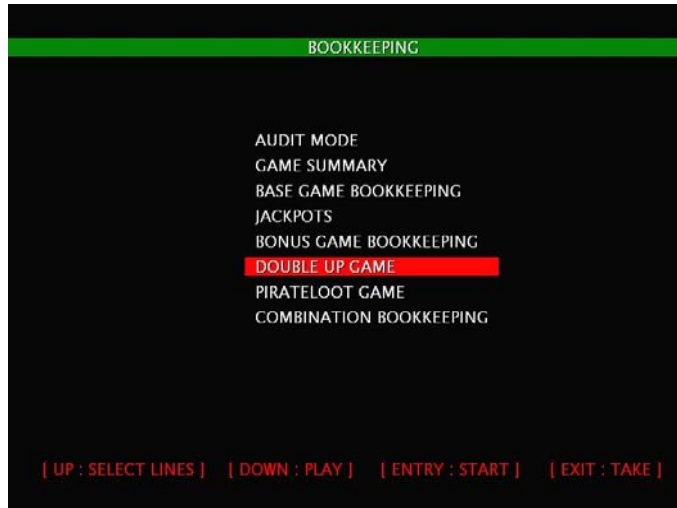 BOOKKEEPING
AUDIT MODE
GAME SUMMARY
BASE GAME BOOKKEEPING
JACKPOTS
BONUS GAME BOOKKEEPING
DOUBLE UP GAME
PIRATELOOT GAME
COMBINATION BOOKKEEPING
[ UP : SELECT LINES ] [ DOWN : PLAY ] [ ENTRY : START ] [ EXIT : TAKE ]